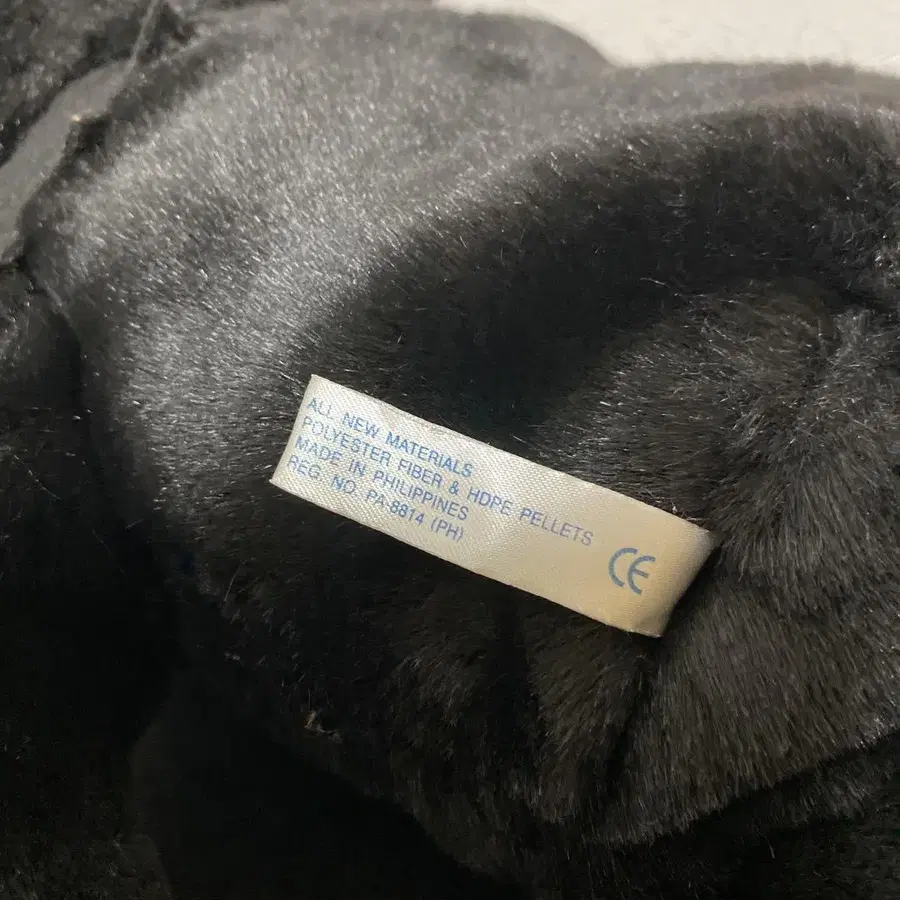 ALL NEW MATERIALS
POLYESTER FIBER & HDPE PELLETS
MADE IN PHILIPPINES
REG. NO. PA-8814 (PH)
CE